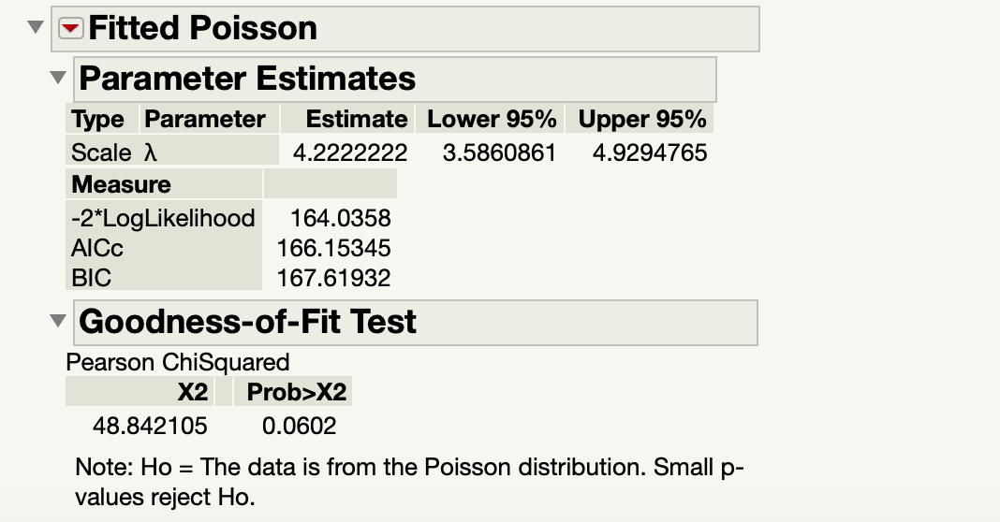 Fitted Poisson
Parameter Estimates
Type Parameter Estimate Lower 95% Upper 95%
Scale λ 4.2222222 3.5860861 4.9294765
Measure
-2*LogLikelihood 164.0358
AICc 166.15345
BIC 167.61932
Goodness-of-Fit Test
Pearson ChiSquared
X2 Prob>X2
48.842105 0.0602
Note: Ho = The data is from the Poisson distribution. Small p-
values reject Ho.